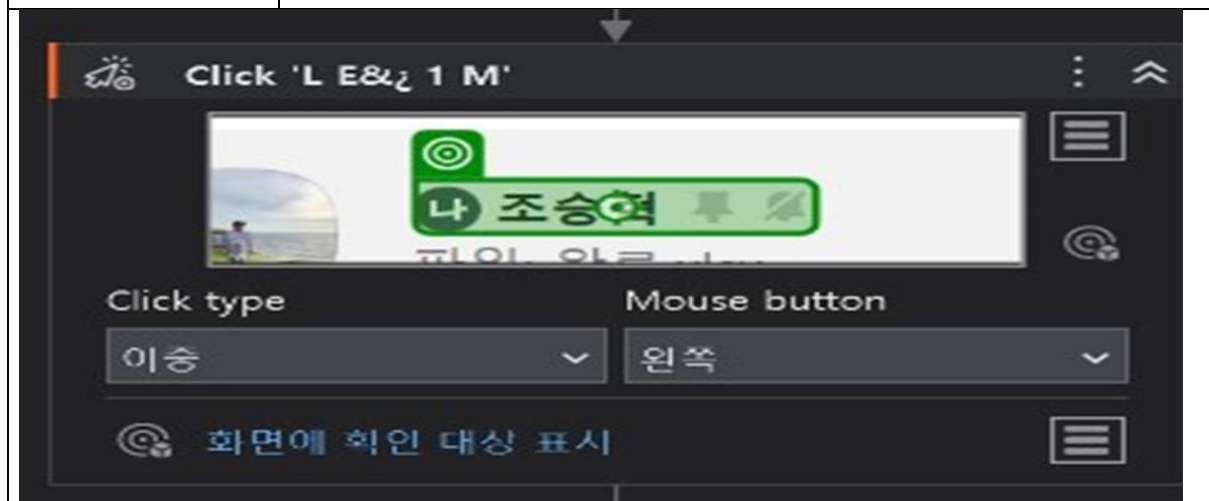 Click 'L E&¿ 1 M'
나 조승혁
Click type
Mouse button
이중
왼쪽
화면에 확인 대상 표시